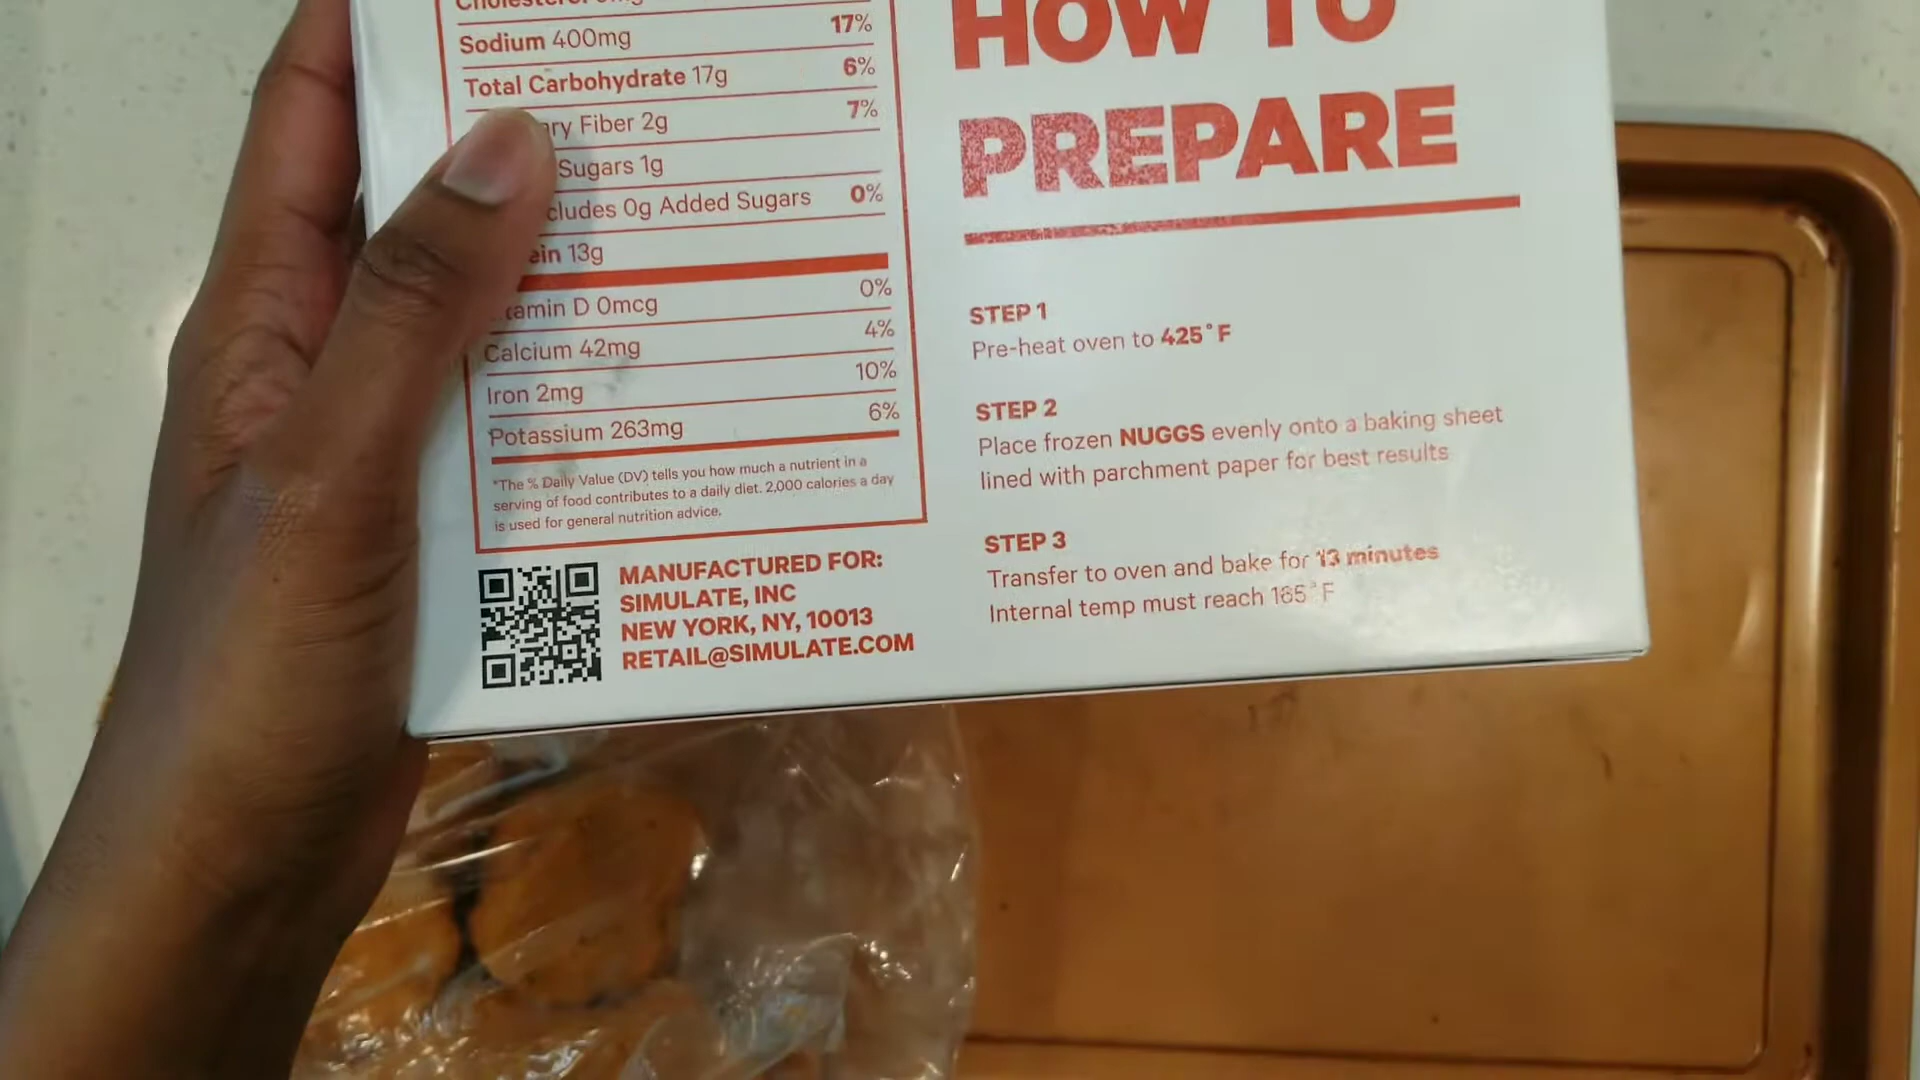 Sodium 400mg 17%
Total Carbohydrate 17g 6%
Fiber 2g 7%
Sugars 1g
0g Added Sugars 0%
13g
D 0mcg 0%
Calcium 42mg 4%
Iron 2mg 10%
Potassium 263mg 6%
*The % Daily Value (DV) tells you how much a nutrient in a
serving of food contributes to a daily diet. 2,000 calories a day
is used for general nutrition advice.
MANUFACTURED FOR:
SIMULATE, INC
NEW YORK, NY, 10013
RETAIL@SIMULATE.COM
HOW TO
PREPARE
STEP 1
Pre-heat oven to 425°F
STEP 2
Place frozen NUGGS evenly onto a baking sheet
lined with parchment paper for best results
STEP 3
Transfer to oven and bake for 13 minutes
Internal temp must reach 165°F